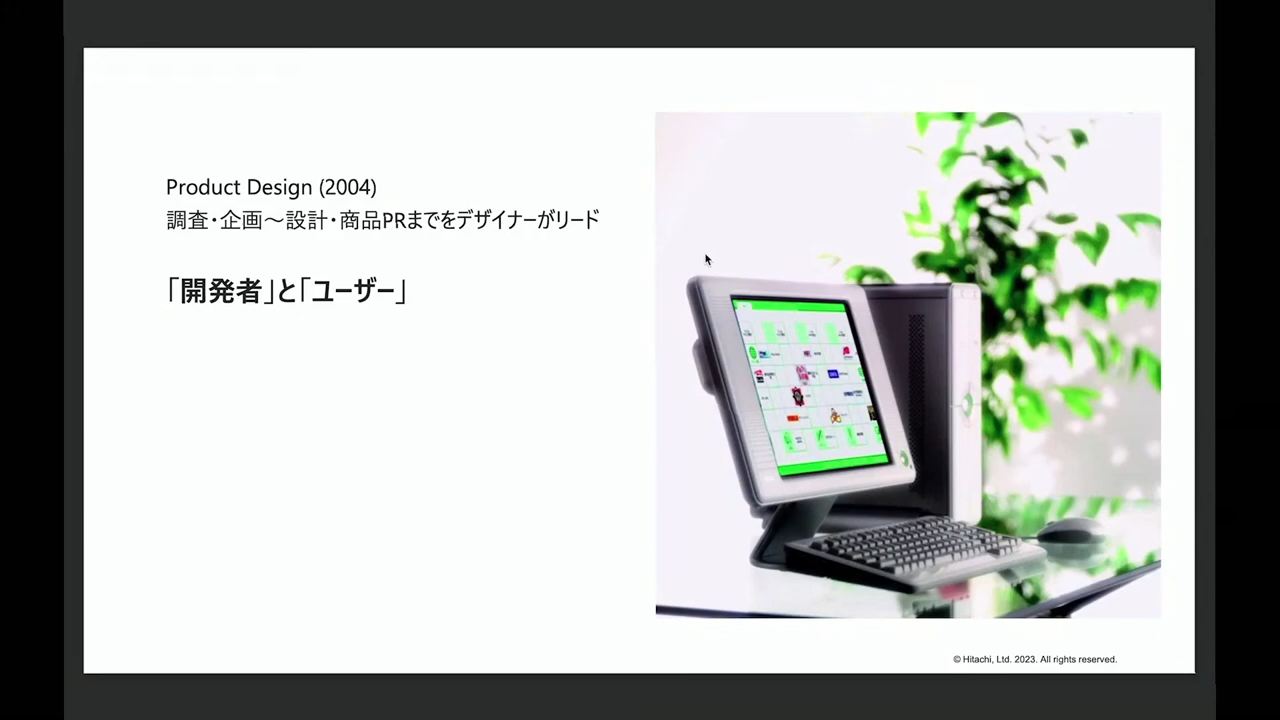 Product Design (2004)
調査・企画～設計・商品PRまでをデザイナーがリード
「開発者」と「ユーザー」
© Hitachi, Ltd. 2023. All rights reserved.